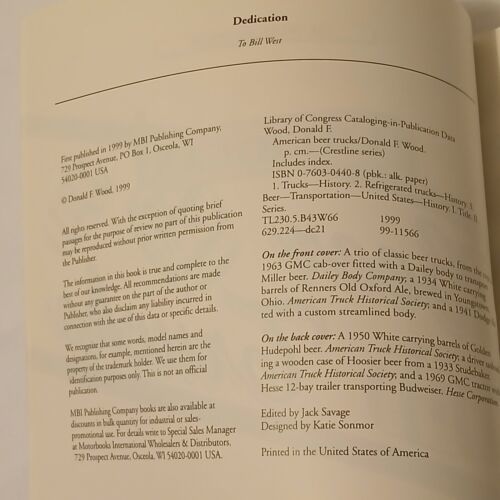 Dedication
To Bill West
First published in 1999 by MBI Publishing Company,
729 Prospect Avenue, PO Box 1, Osceola, WI
54020-0001 USA
© Donald F. Wood, 1999
All rights reserved. With the exception of quoting brief
passages for the purpose of review no part of this publication
may be reproduced without prior written permission from
the Publisher.
The information in this book is true and complete to the
best of our knowledge. All recommendations are made
without any guarantee on the part of the author or
Publisher, who also disclaim any liability incurred in
connection with the use of this data or specific details.
We recognize that some words, model names and
designations, for example, mentioned herein are the
property of the trademark holder. We use them for
identification purposes only. This is not an official
publication.
MBI Publishing Company books are also available at
discounts in bulk quantity for industrial or sales-
promotional use. For details write to Special Sales Manager
at Motorbooks International Wholesalers & Distributors,
729 Prospect Avenue, Osceola, WI 54020-0001 USA.
Library of Congress Cataloging-in-Publication Data
Wood, Donald F.
American beer trucks/Donald F. Wood.
p. cm.—(Crestline series)
Includes index.
ISBN 0-7603-0440-8 (pbk.: alk. paper)
1. Trucks—History. 2. Refrigerated trucks—History. 3.
Beer—Transportation—United States—History. I. Title. II.
Series.
TL230.5.B43W66 1999
629.224—dc21 99-11566
On the front cover: A trio of classic beer trucks, from the
1963 GMC cab-over fitted with a Dailey body to transport
Miller beer. Dailey Body Company; a 1934 White carrying
barrels of Renners Old Oxford Ale, brewed in Youngstown,
Ohio. American Truck Historical Society; and a 1941 Dodge
ted with a custom streamlined body.
On the back cover: A 1950 White carrying barrels of Golden
Hudepohl beer. American Truck Historical Society; a driver
ing a wooden case of Hoosier beer from a 1933 Studebaker.
American Truck Historical Society; and a 1969 GMC tractor
Hesse 12-bay trailer transporting Budweiser. Hesse Corporation.
Edited by Jack Savage
Designed by Katie Sonmor
Printed in the United States of America